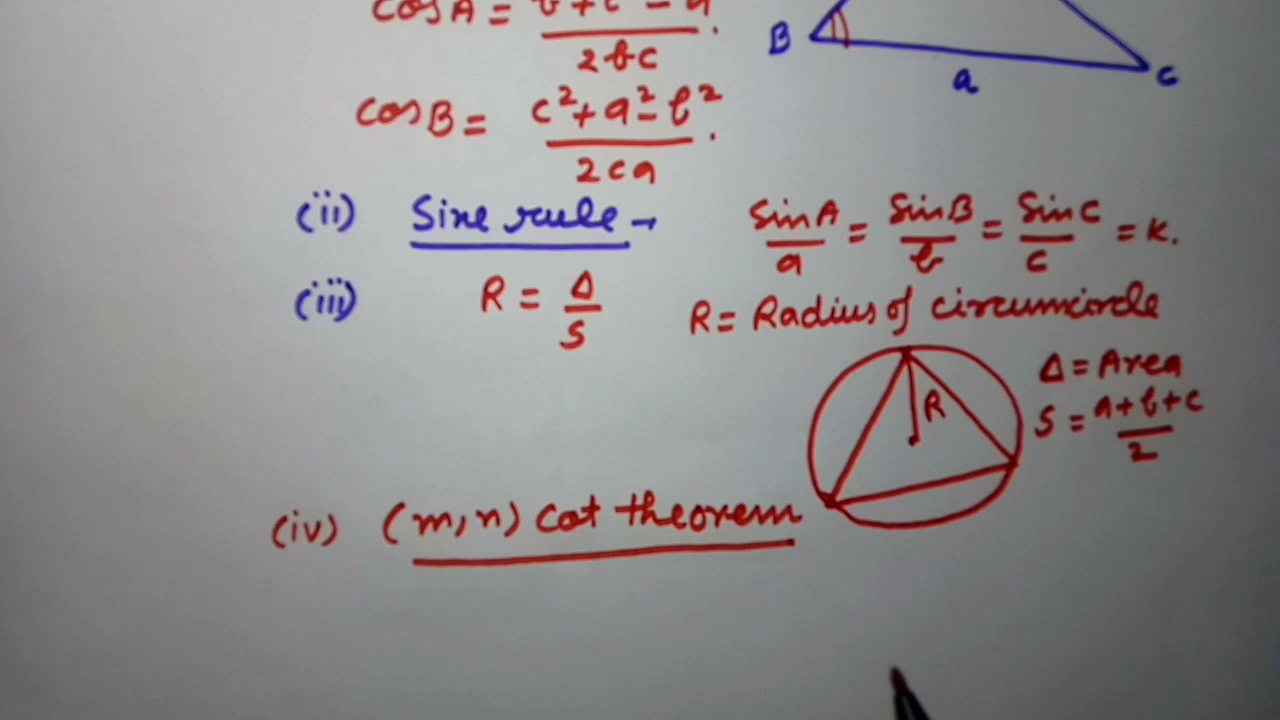 cos A = b²+c²-a² / 2bc.
B a C
cos B = c²+a²-b² / 2ca.
(ii) Sine rule → Sin A/a = Sin B/b = Sin C/c = K.
(iii) R = Δ/S R = Radius of circumcircle
R Δ = Area
S = a+b+c / 2
(iv) (m,n) cot theorem